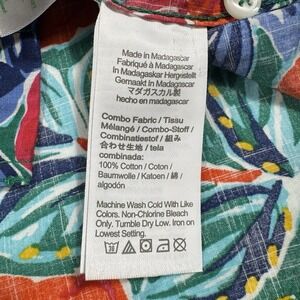 Made in Madagascar
Fabriqué à Madagascar
In Madagaskar Hergestellt
Gemaakt In Madagascar
マダガスカル製
hecho en madagascar
Combo Fabric / Tissu
Mélangé / Combo-Stoff /
Combinatiestof / 組み
合わせ生地 / tela
combinada:
100% Cotton / Coton /
Baumwolle / Katoen / 綿 /
algodón
Machine Wash Cold With Like
Colors. Non-Chlorine Bleach
Only. Tumble Dry Low. Iron on
Lowest Setting.